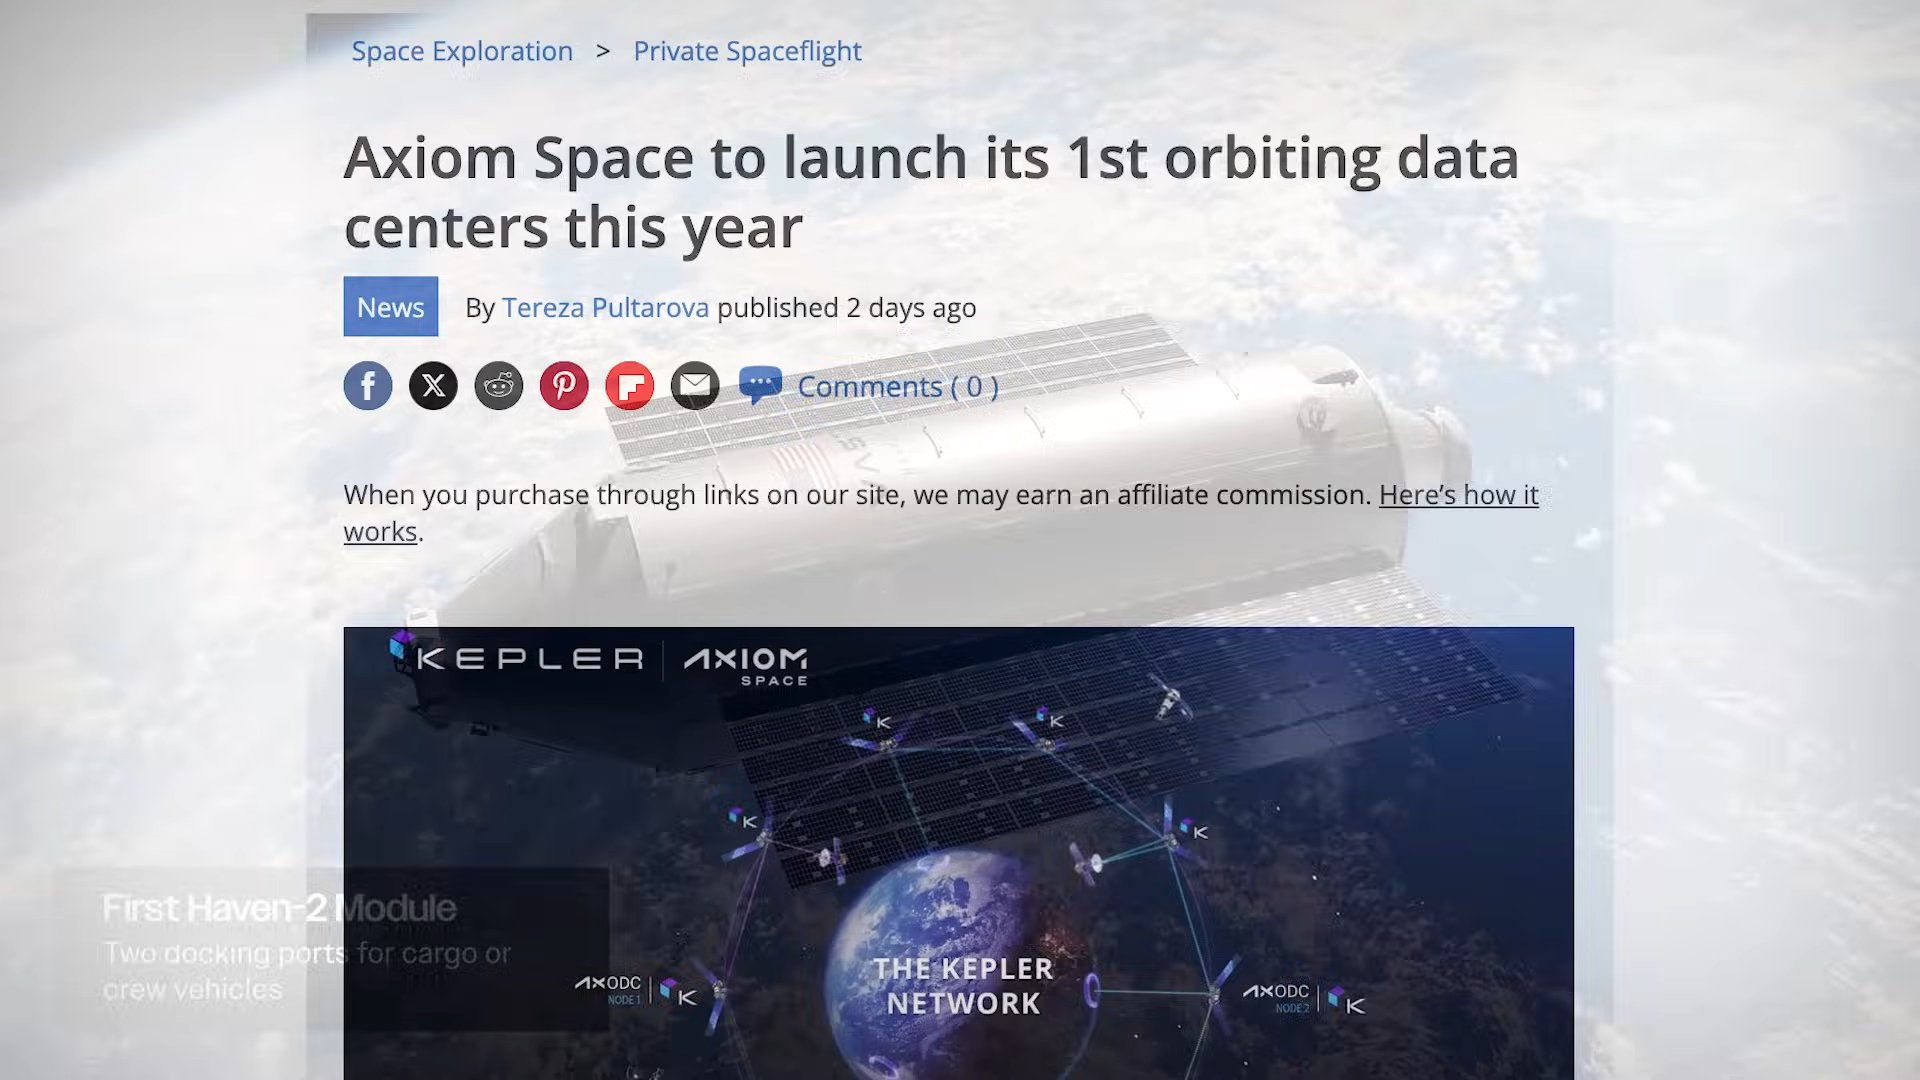 Space Exploration > Private Spaceflight
Axiom Space to launch its 1st orbiting data
centers this year
News By Tereza Pultarova published 2 days ago
Comments ( 0 )
When you purchase through links on our site, we may earn an affiliate commission. Here’s how it
works.
KEPLER | AXIOM
SPACE
K
K
K
K
First Haven-2 Module
Two docking ports for cargo or
crew vehicles
THE KEPLER
NETWORK
AXODC | K
NODE 1
AXODC | K
NODE 2